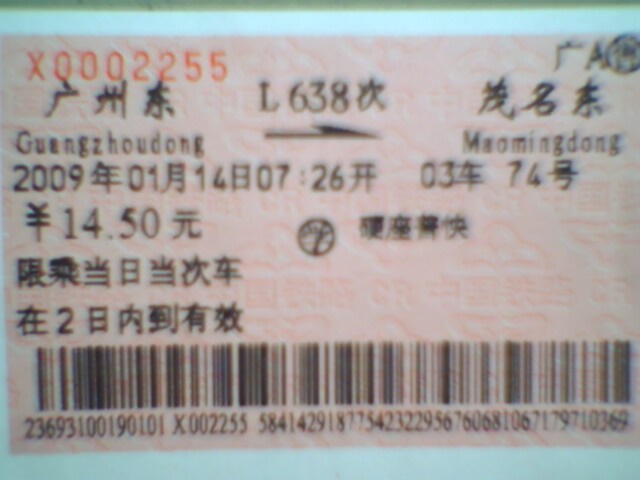 X0002255 广A售
广州东 L638次 茂名东
Guangzhoudong Maomingdong
2009年01月14日07:26开 03车 74号
￥14.50元 学 硬座普快
限乘当日当次车
在2日内到有效
23693100190101 X002255 58414291877542322956760681067179710369